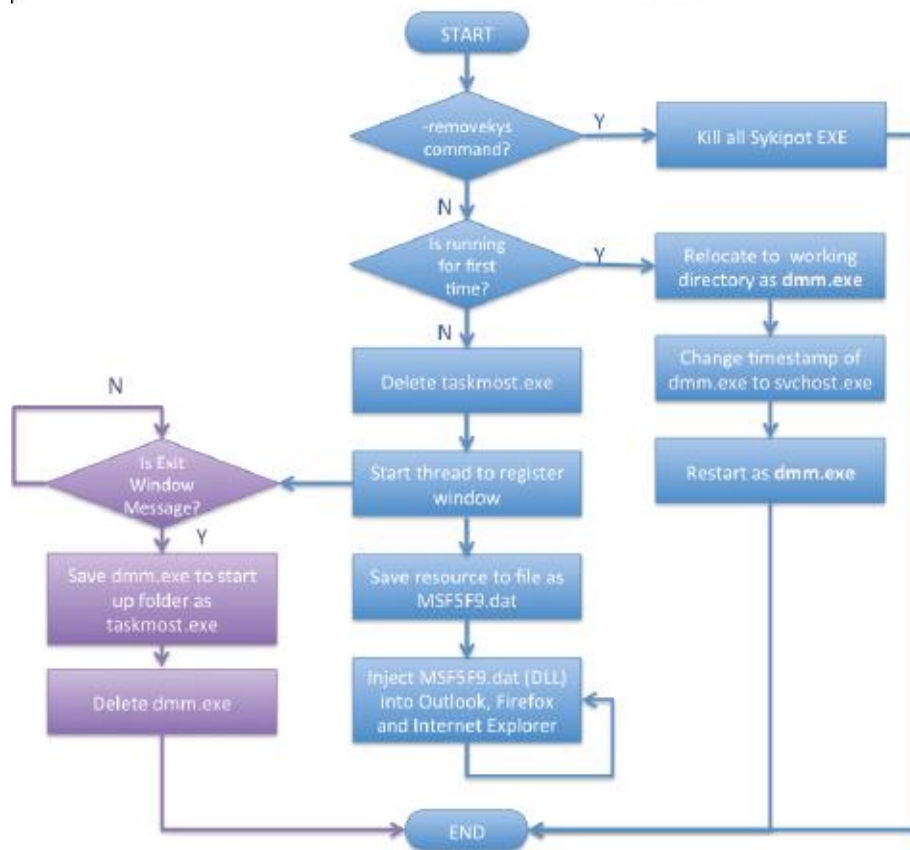 START
-removekys
command?
Y
Kill all Sykipot EXE
N
Is running
for first
time?
Y
Relocate to working
directory as dmm.exe
N
Change timestamp of
dmm.exe to svchost.exe
Delete taskmost.exe
N
Is Exit
Window
Message?
Start thread to register
window
Restart as dmm.exe
Y
Save dmm.exe to start
up folder as
taskmost.exe
Save resource to file as
MSF5F9.dat
Delete dmm.exe
Inject MSF5F9.dat (DLL)
into Outlook, Firefox
and Internet Explorer
END